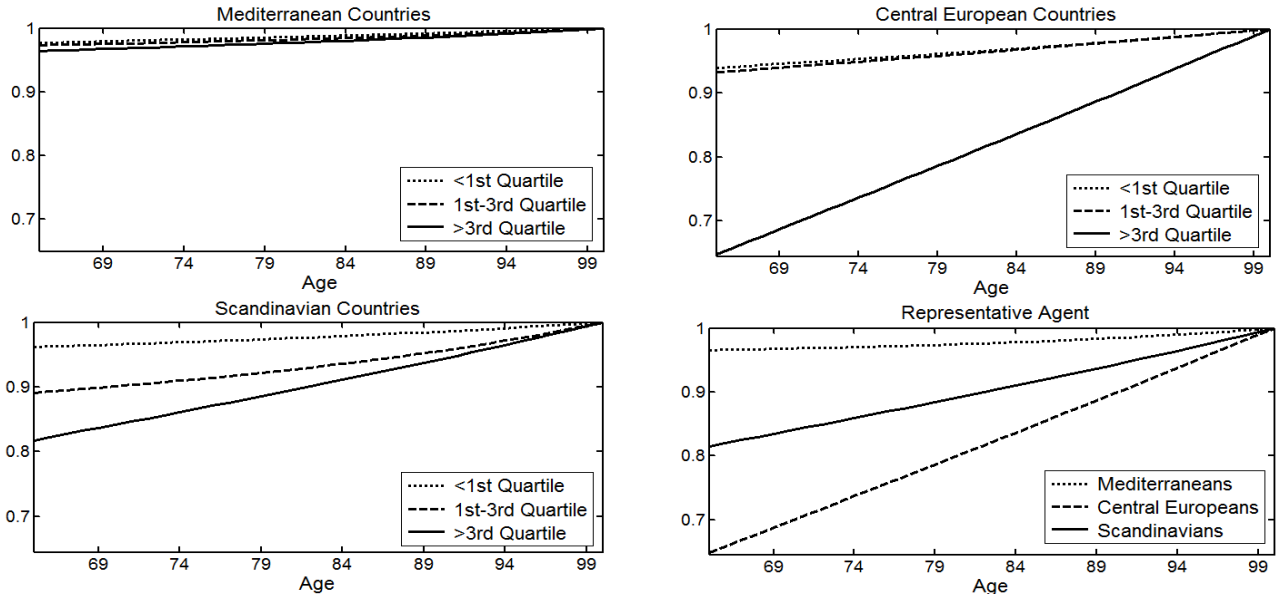 Mediterranean Countries
1
0.9
0.8
0.7
<1st Quartile
1st-3rd Quartile
>3rd Quartile
69 74 79 84 89 94 99
Age
Central European Countries
1
0.9
0.8
0.7
<1st Quartile
1st-3rd Quartile
>3rd Quartile
69 74 79 84 89 94 99
Age
Scandinavian Countries
1
0.9
0.8
0.7
<1st Quartile
1st-3rd Quartile
>3rd Quartile
69 74 79 84 89 94 99
Age
Representative Agent
1
0.9
0.8
0.7
Mediterraneans
Central Europeans
Scandinavians
69 74 79 84 89 94 99
Age